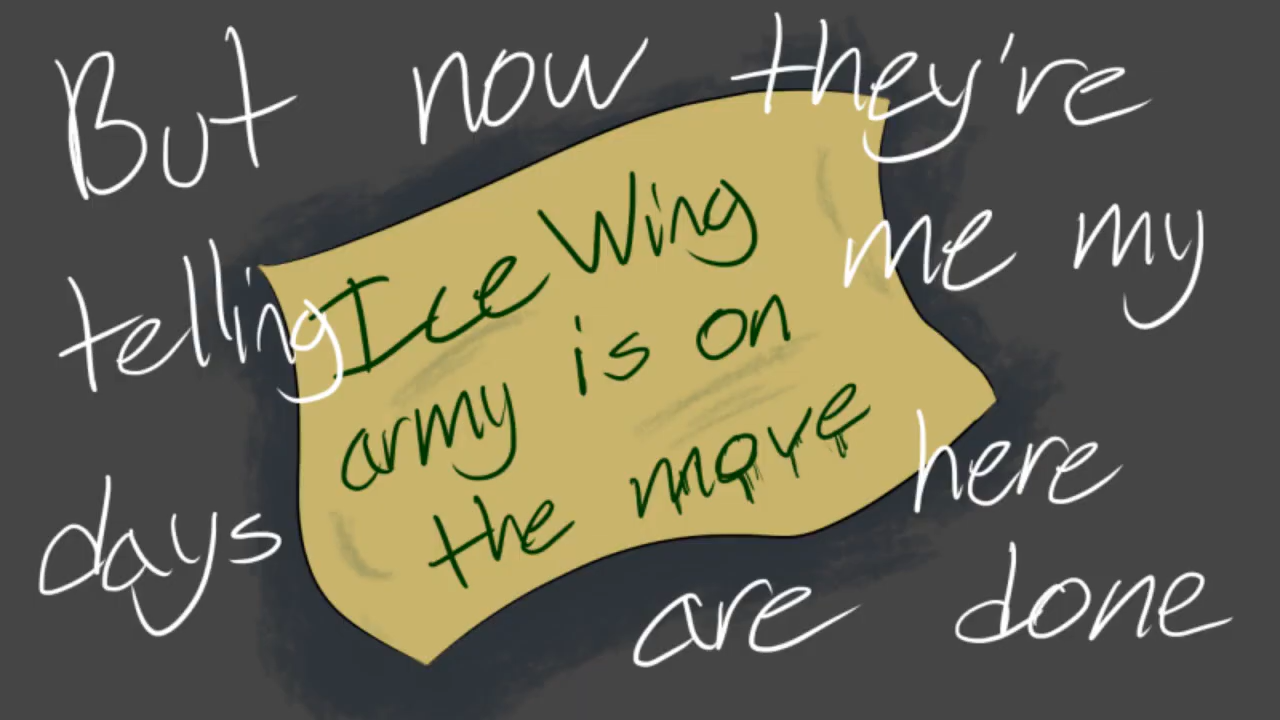 But now they're
telling me my
days here
are done
IceWing
army is on
the move